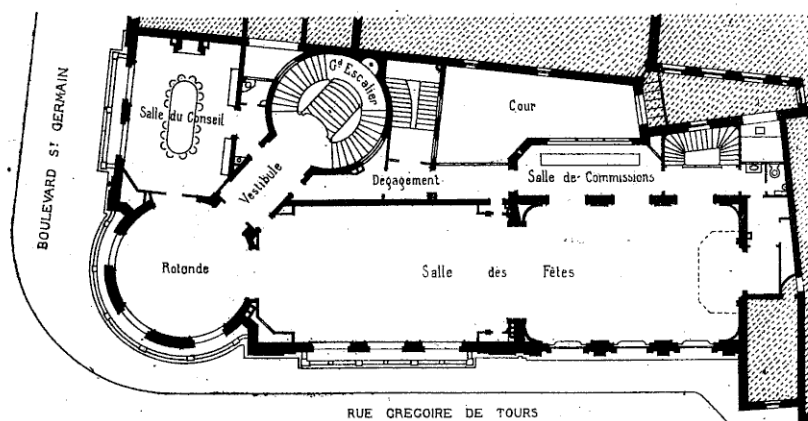 BOULEVARD ST GERMAIN
Salle du Conseil
Gd Escalier
Cour
Vestibule
Dégagement
Salle de Commissions
Rotonde
Salle des Fêtes
RUE GREGOIRE DE TOURS